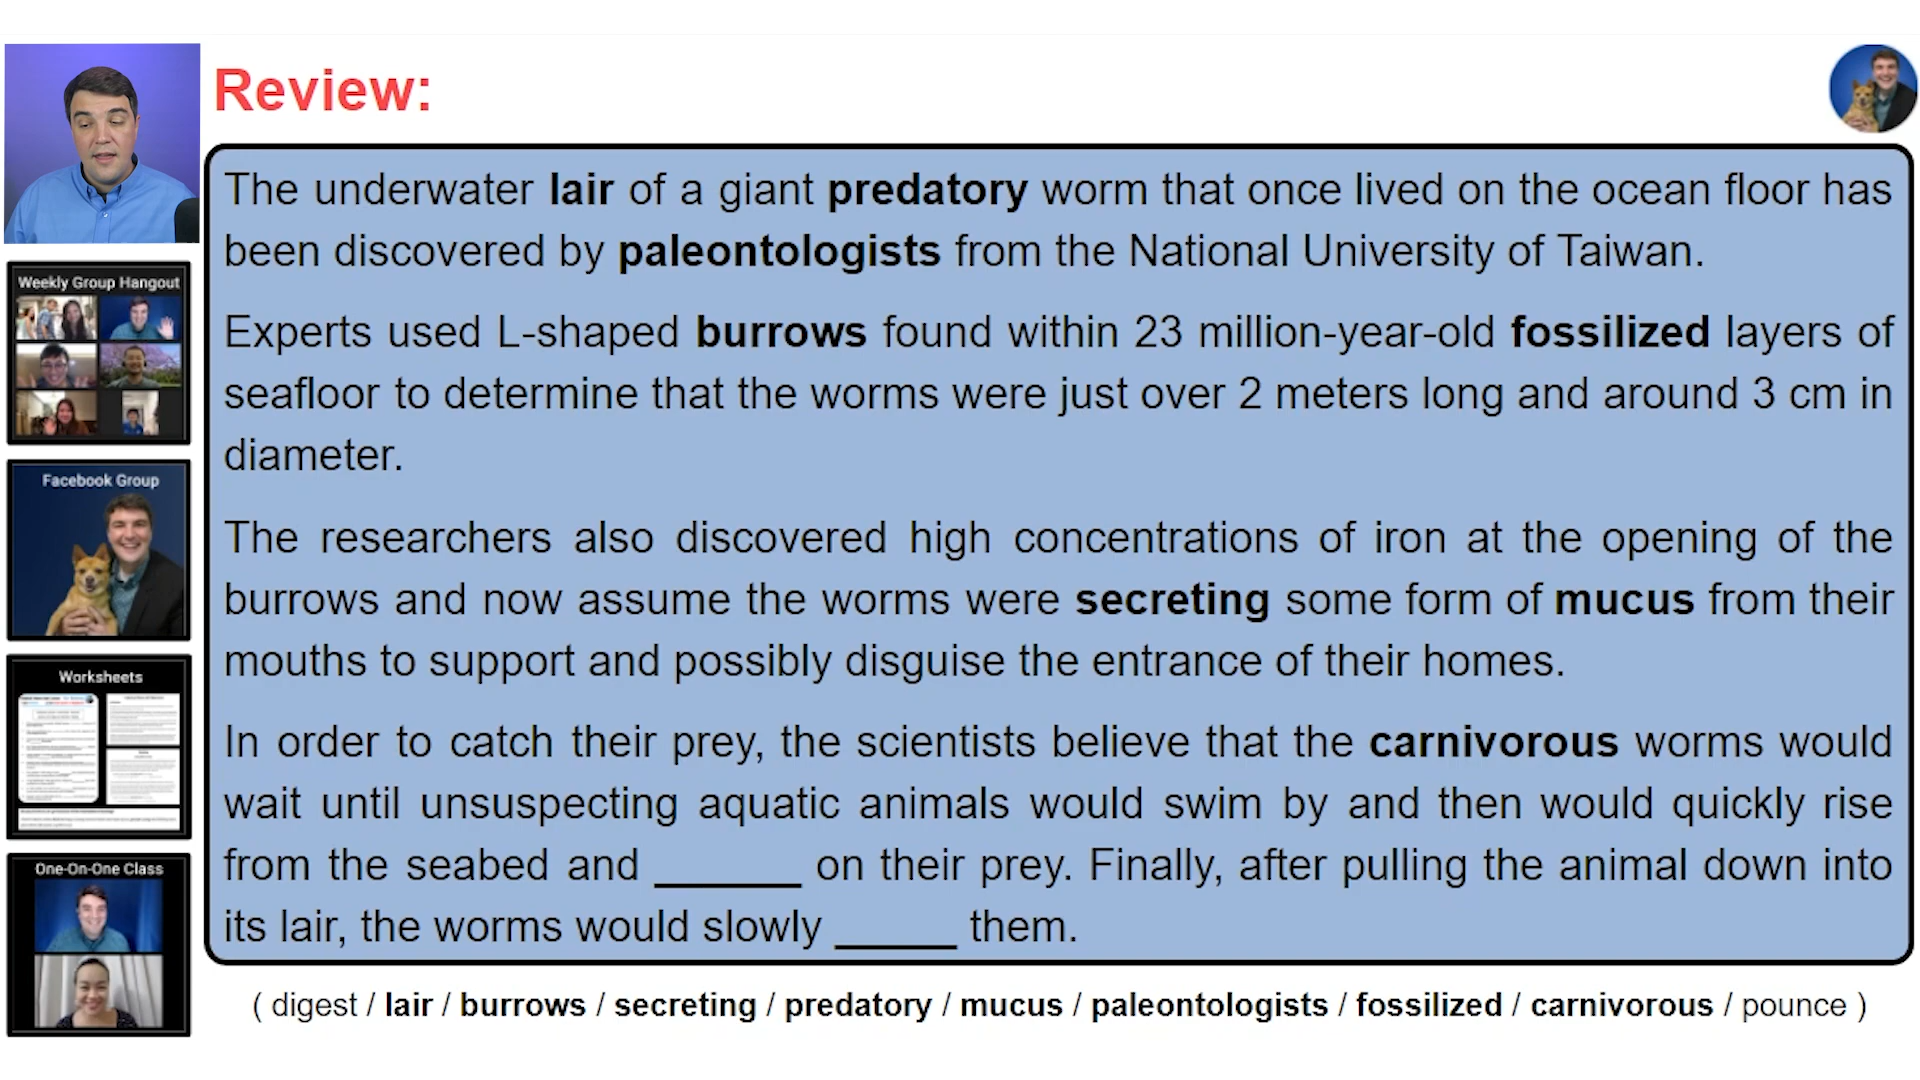 Review:
The underwater lair of a giant predatory worm that once lived on the ocean floor has
been discovered by paleontologists from the National University of Taiwan.
Experts used L-shaped burrows found within 23 million-year-old fossilized layers of
seafloor to determine that the worms were just over 2 meters long and around 3 cm in
diameter.
The researchers also discovered high concentrations of iron at the opening of the
burrows and now assume the worms were secreting some form of mucus from their
mouths to support and possibly disguise the entrance of their homes.
In order to catch their prey, the scientists believe that the carnivorous worms would
wait until unsuspecting aquatic animals would swim by and then would quickly rise
from the seabed and ______ on their prey. Finally, after pulling the animal down into
its lair, the worms would slowly _____ them.
( digest / lair / burrows / secreting / predatory / mucus / paleontologists / fossilized / carnivorous / pounce )
Weekly Group Hangout
Facebook Group
Worksheets
One-On-One Class